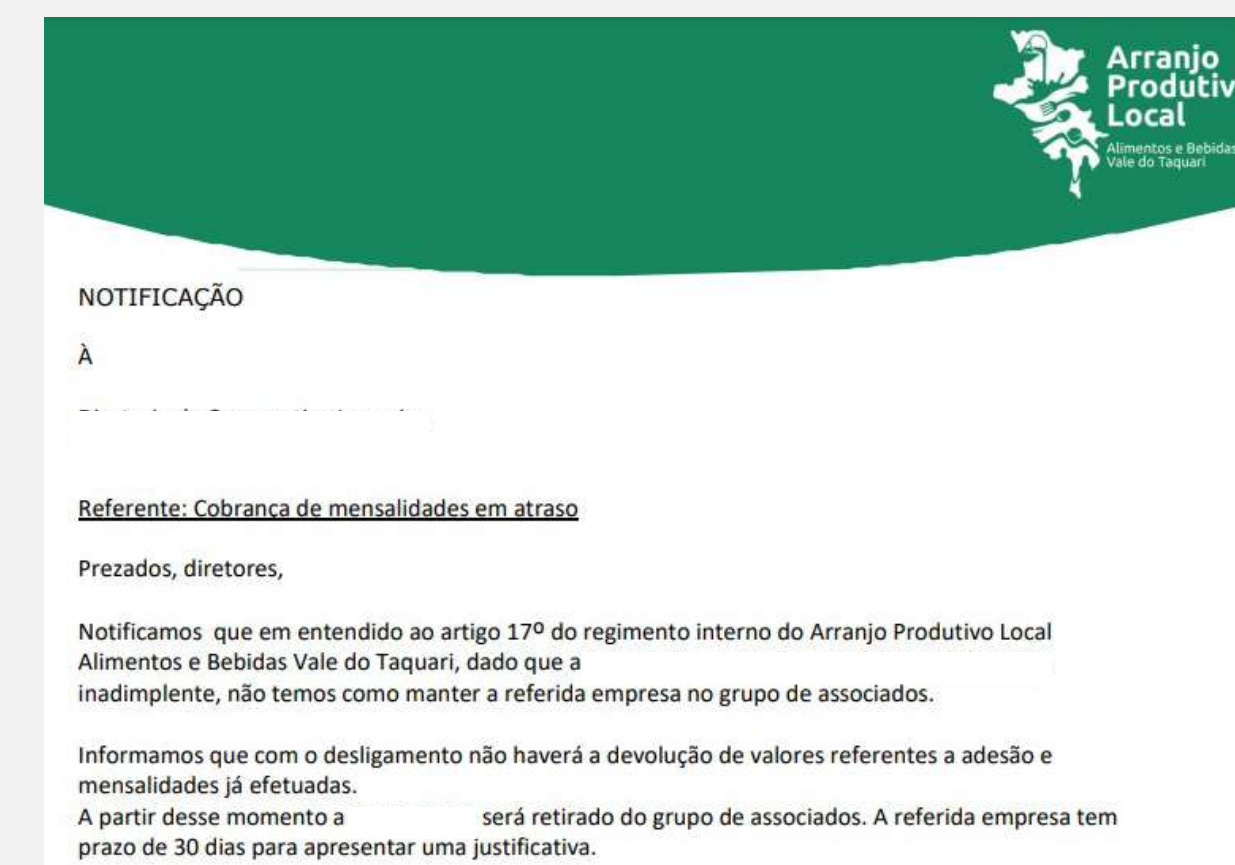 Arranjo
Produtiv
Local
Alimentos e Bebidas
Vale do Taquari
NOTIFICAÇÃO
À
Referente: Cobrança de mensalidades em atraso
Prezados, diretores,
Notificamos que em entendido ao artigo 17º do regimento interno do Arranjo Produtivo Local
Alimentos e Bebidas Vale do Taquari, dado que a
inadimplente, não temos como manter a referida empresa no grupo de associados.
Informamos que com o desligamento não haverá a devolução de valores referentes a adesão e
mensalidades já efetuadas.
A partir desse momento a será retirado do grupo de associados. A referida empresa tem
prazo de 30 dias para apresentar uma justificativa.